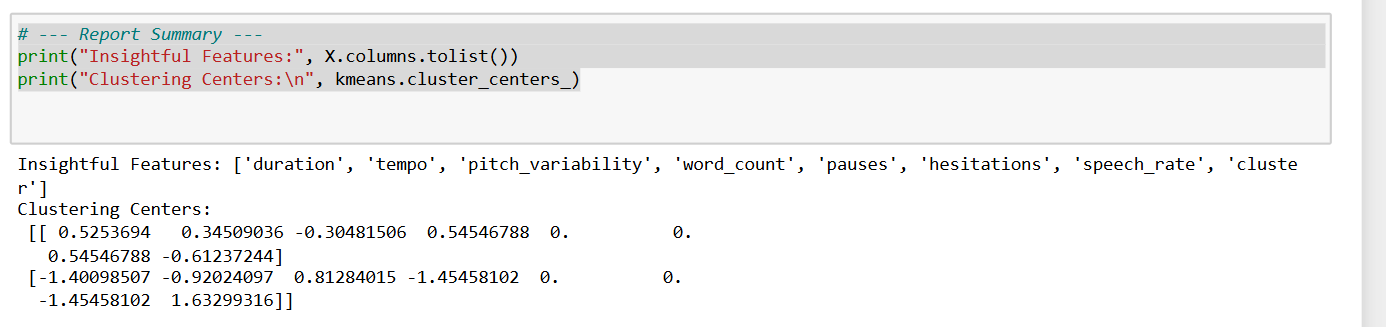 # --- Report Summary ---
print("Insightful Features:", X.columns.tolist())
print("Clustering Centers:\n", kmeans.cluster_centers_)
Insightful Features: ['duration', 'tempo', 'pitch_variability', 'word_count', 'pauses', 'hesitations', 'speech_rate', 'cluste
r']
Clustering Centers:
 [[ 0.5253694   0.34509036 -0.30481506  0.54546788  0.          0.
   0.54546788 -0.61237244]
 [-1.40098507 -0.92024097  0.81284015 -1.45458102  0.          0.
  -1.45458102  1.63299316]]